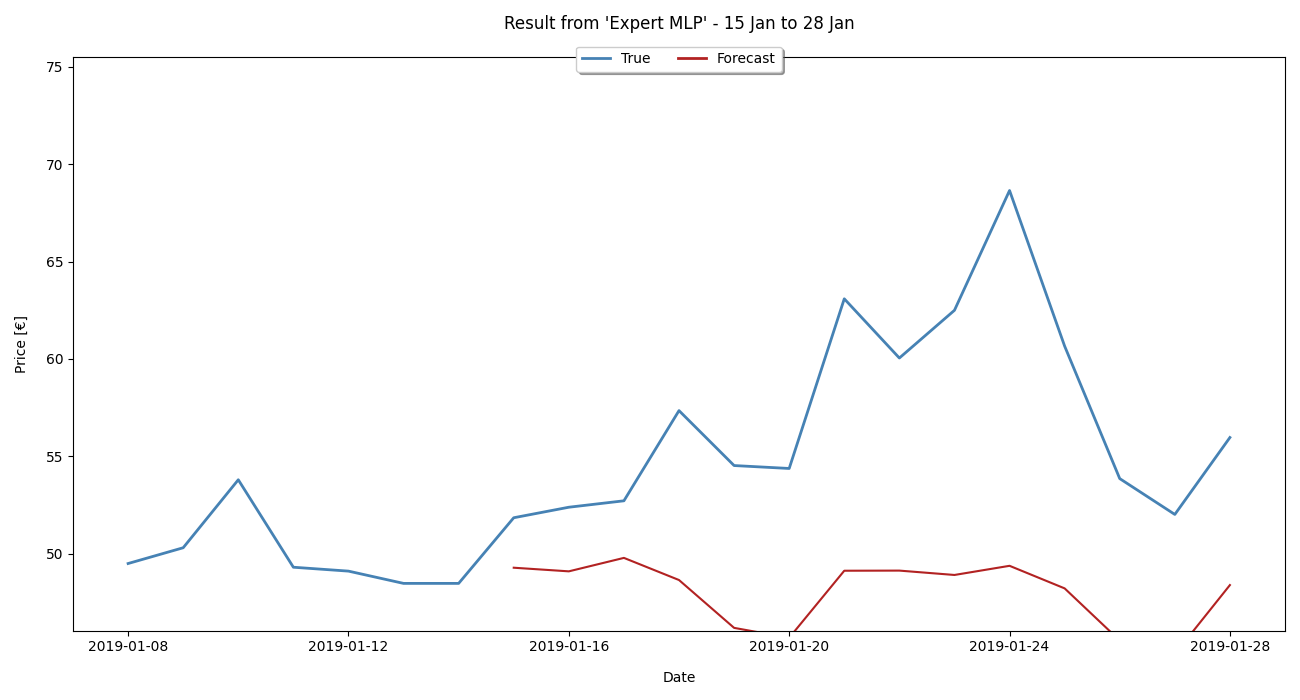 Result from 'Expert MLP' - 15 Jan to 28 Jan
True Forecast
75
70
65
60
55
50
Price [€]
2019-01-08 2019-01-12 2019-01-16 2019-01-20 2019-01-24 2019-01-28
Date